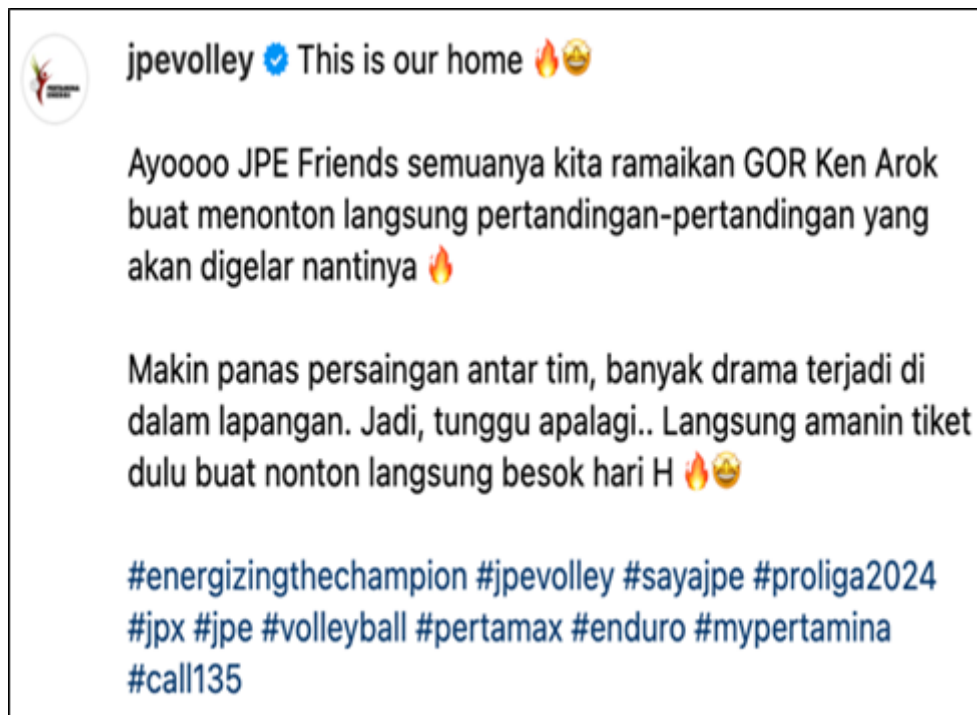 jpevolley This is our home 🔥🤩
Ayoooo JPE Friends semuanya kita ramaikan GOR Ken Arok
buat menonton langsung pertandingan-pertandingan yang
akan digelar nantinya 🔥
Makin panas persaingan antar tim, banyak drama terjadi di
dalam lapangan. Jadi, tunggu apalagi.. Langsung amanin tiket
dulu buat nonton langsung besok hari H 🔥🤩
#energizingthechampion #jpevolley #sayajpe #proliga2024
#jpx #jpe #volleyball #pertamax #enduro #mypertamina
#call135